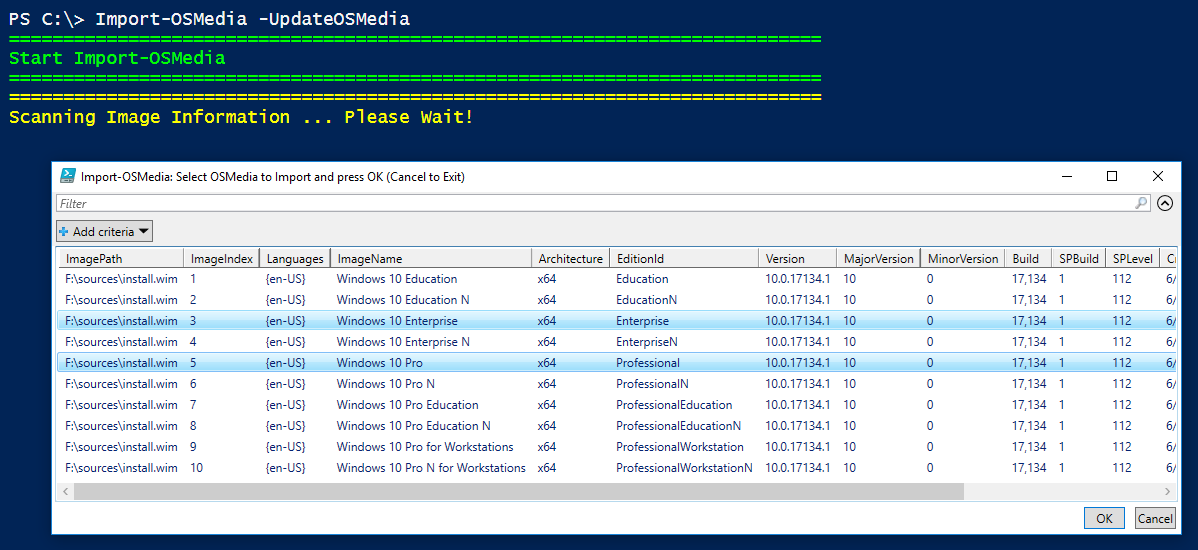 PS C:\> Import-OSMedia -UpdateOSMedia
===========================================================================
Start Import-OSMedia
===========================================================================
===========================================================================
Scanning Image Information ... Please Wait!
Import-OSMedia: Select OSMedia to Import and press OK (Cancel to Exit)
Filter
Add criteria
ImagePath ImageIndex Languages ImageName Architecture EditionId Version MajorVersion MinorVersion Build SPBuild SPLevel
F:\sources\install.wim 1 {en-US} Windows 10 Education x64 Education 10.0.17134.1 10 0 17,134 1 112 6/
F:\sources\install.wim 2 {en-US} Windows 10 Education N x64 EducationN 10.0.17134.1 10 0 17,134 1 112 6/
F:\sources\install.wim 3 {en-US} Windows 10 Enterprise x64 Enterprise 10.0.17134.1 10 0 17,134 1 112 6/
F:\sources\install.wim 4 {en-US} Windows 10 Enterprise N x64 EnterpriseN 10.0.17134.1 10 0 17,134 1 112 6/
F:\sources\install.wim 5 {en-US} Windows 10 Pro x64 Professional 10.0.17134.1 10 0 17,134 1 112 6/
F:\sources\install.wim 6 {en-US} Windows 10 Pro N x64 ProfessionalN 10.0.17134.1 10 0 17,134 1 112 6/
F:\sources\install.wim 7 {en-US} Windows 10 Pro Education x64 ProfessionalEducation 10.0.17134.1 10 0 17,134 1 112 6/
F:\sources\install.wim 8 {en-US} Windows 10 Pro Education N x64 ProfessionalEducationN 10.0.17134.1 10 0 17,134 1 112 6/
F:\sources\install.wim 9 {en-US} Windows 10 Pro for Workstations x64 ProfessionalWorkstation 10.0.17134.1 10 0 17,134 1 112 6/
F:\sources\install.wim 10 {en-US} Windows 10 Pro N for Workstations x64 ProfessionalWorkstationN 10.0.17134.1 10 0 17,134 1 112 6/
OK Cancel